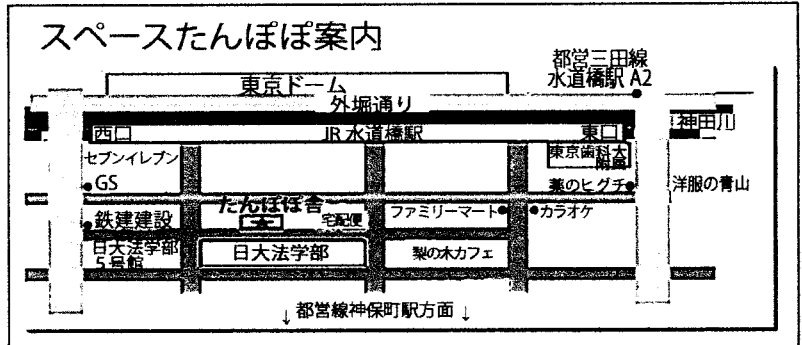 スペースたんぽぽ案内
都営三田線
水道橋駅 A2
東京ドーム
外堀通り
神田川
西口
JR 水道橋駅
東口
セブンイレブン
東京歯科大
附属
GS
薬のヒグチ
洋服の青山
たんぽぽ舎
鉄建建設
宅配便
ファミリーマート
カラオケ
日大法学部
5号館
日大法学部
梨の木カフェ
↓都営線神保町駅方面↓